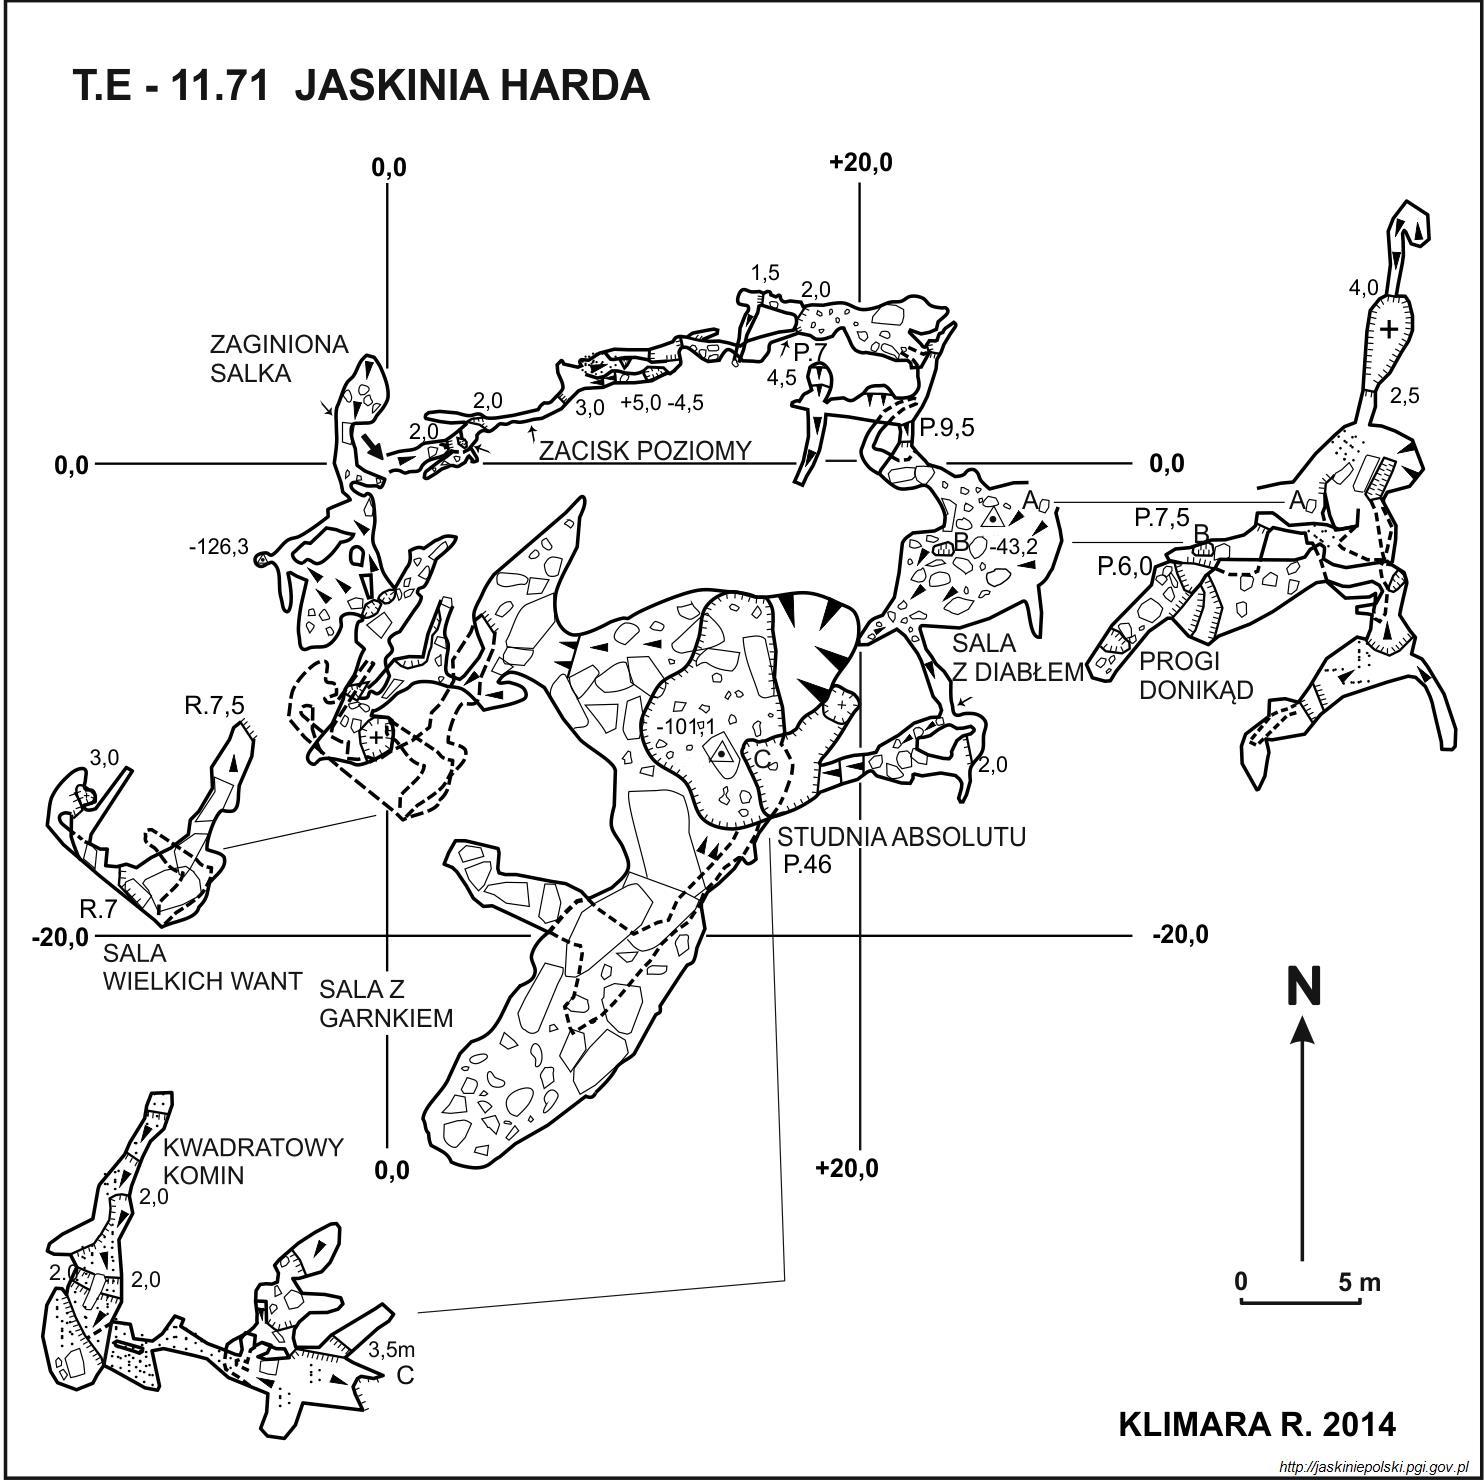 T.E - 11.71 JASKINIA HARDA
0,0
+20,0
1,5
2,0
4,0
ZAGINIONA
SALKA
P.7
4,5
2,5
2,0
3,0
+5,0 -4,5
2,0
P.9,5
ZACISK POZIOMY
0,0
0,0
A
A
P.7,5
B
-126,3
B
-43,2
P.6,0
SALA
Z DIABŁEM
PROGI
DONIKĄD
R.7,5
-101,1
3,0
C
2,0
STUDNIA ABSOLUTU
P.46
R.7
-20,0
-20,0
SALA
WIELKICH WANT
SALA Z
GARNKIEM
N
KWADRATOWY
KOMIN
0,0
+20,0
2,0
2.0
2,0
0
5 m
3,5m
C
KLIMARA R. 2014
http://jaskiniepolski.pgi.gov.pl